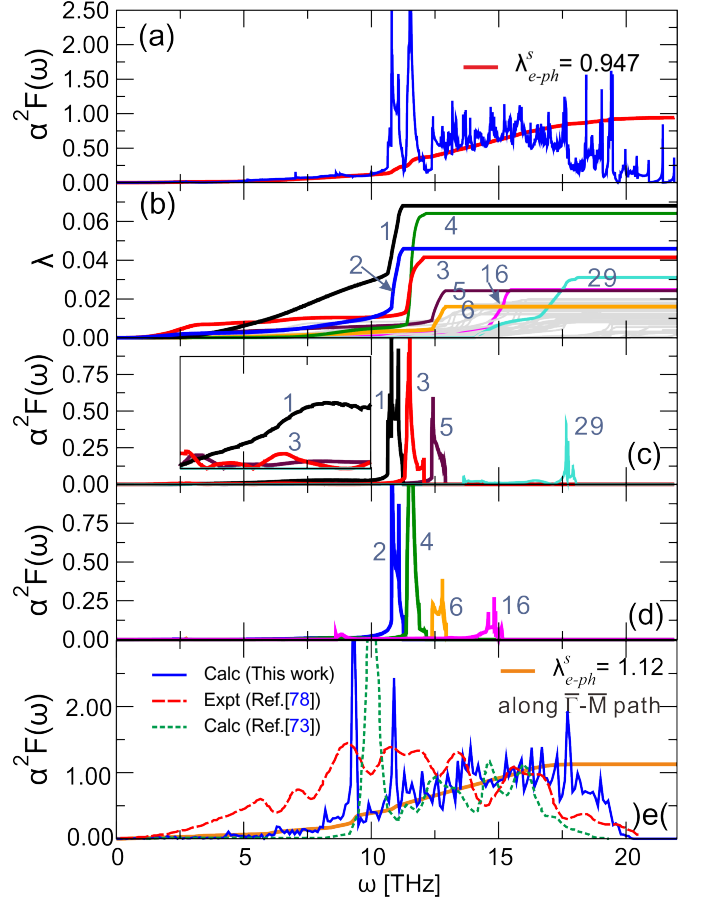 2.50
2.00
1.50
1.00
0.50
0.00
α²F(ω)
(a)
λˢₑ₋ₚₕ = 0.947
0.06
0.04
0.02
0.00
λ
(b)
1
2
4
3
5
6
16
29
0.75
0.50
0.25
0.00
α²F(ω)
1
3
1
3
5
29
(c)
0.75
0.50
0.25
0.00
α²F(ω)
2
4
6
16
(d)
2.00
1.00
0.00
α²F(ω)
Calc (This work)
Expt (Ref.[78])
Calc (Ref.[73])
λˢₑ₋ₚₕ = 1.12
along Γ̅-M̅ path
)e(
0
5
10
15
20
ω [THz]